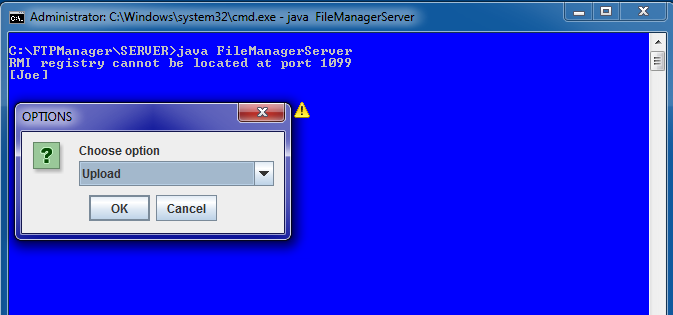 Administrator: C:\Windows\system32\cmd.exe - java FileManagerServer
C:\FTPManager\SERVER>java FileManagerServer
RMI registry cannot be located at port 1099
[Joe]
OPTIONS
Choose option
Upload
OK
Cancel